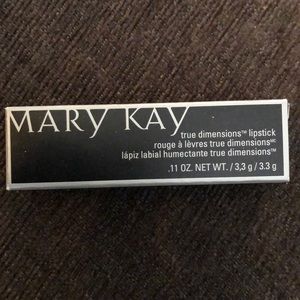 MARY KAY
true dimensions™ lipstick
rouge à lèvres true dimensionsᴹᶜ
lápiz labial humectante true dimensions™
.11 OZ. NET WT. / 3,3 g / 3.3 g